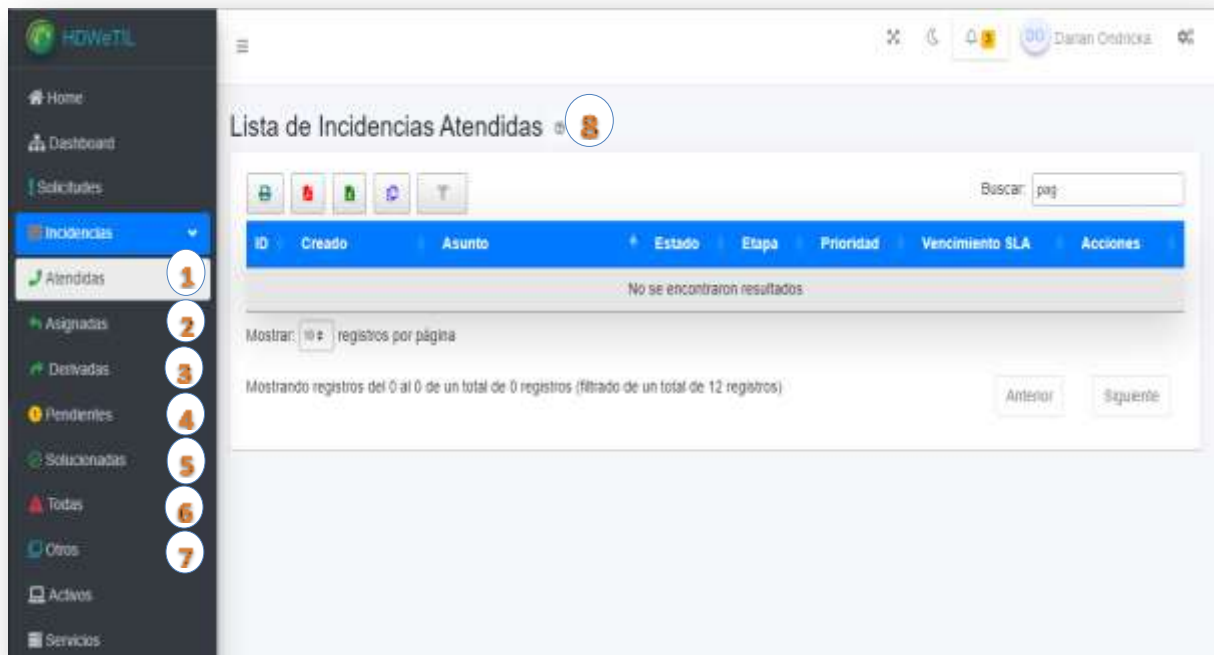 HDWeTIL
3
DO Darian Ondricka
Home
Dashboard
Solicitudes
Incidencias
Atendidas 1
Asignadas 2
Derivadas 3
Pendientes 4
Solucionadas 5
Todas 6
Otros 7
Activos
Servicios
Lista de Incidencias Atendidas 8
Buscar: pag
ID Creado Asunto Estado Etapa Prioridad Vencimiento SLA Acciones
No se encontraron resultados
Mostrar: 10 registros por página
Mostrando registros del 0 al 0 de un total de 0 registros (filtrado de un total de 12 registros)
Anterior Siguiente